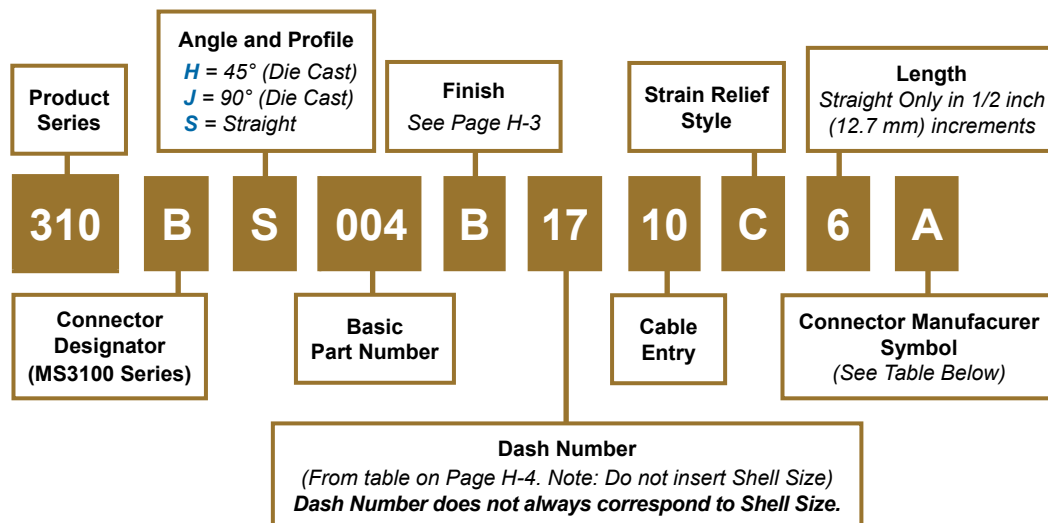 Product
Series
Angle and Profile
H = 45° (Die Cast)
J = 90° (Die Cast)
S = Straight
Finish
See Page H-3
Strain Relief
Style
Length
Straight Only in 1/2 inch
(12.7 mm) increments
310 B S 004 B 17 10 C 6 A
Connector
Designator
(MS3100 Series)
Basic
Part Number
Cable
Entry
Connector Manufacurer
Symbol
(See Table Below)
Dash Number
(From table on Page H-4. Note: Do not insert Shell Size)
Dash Number does not always correspond to Shell Size.